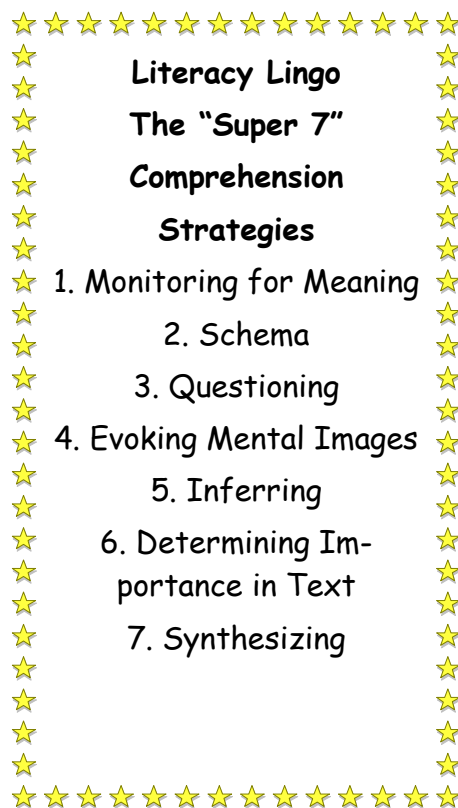 Literacy Lingo
The “Super 7”
Comprehension
Strategies
1. Monitoring for Meaning
2. Schema
3. Questioning
4. Evoking Mental Images
5. Inferring
6. Determining Im-
portance in Text
7. Synthesizing